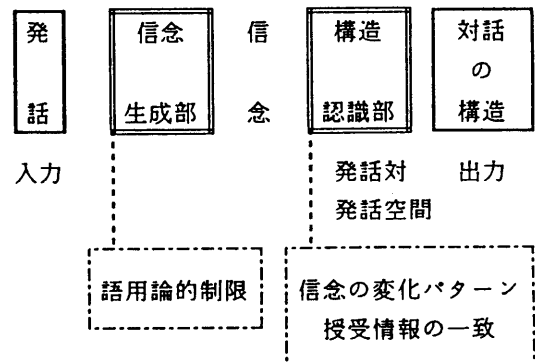 発話
信念生成部
信念
構造認識部
対話の構造
入力
発話対
発話空間
出力
語用論的制限
信念の変化パターン
授受情報の一致